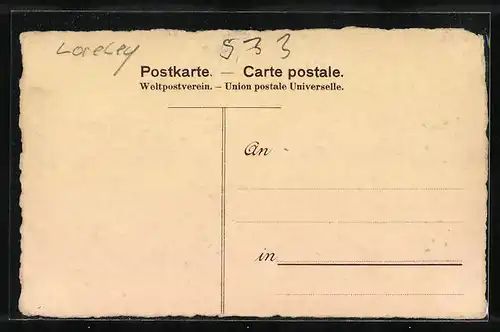 Loreley 533
Postkarte. — Carte postale.
Weltpostverein. – Union postale Universelle.
An
in